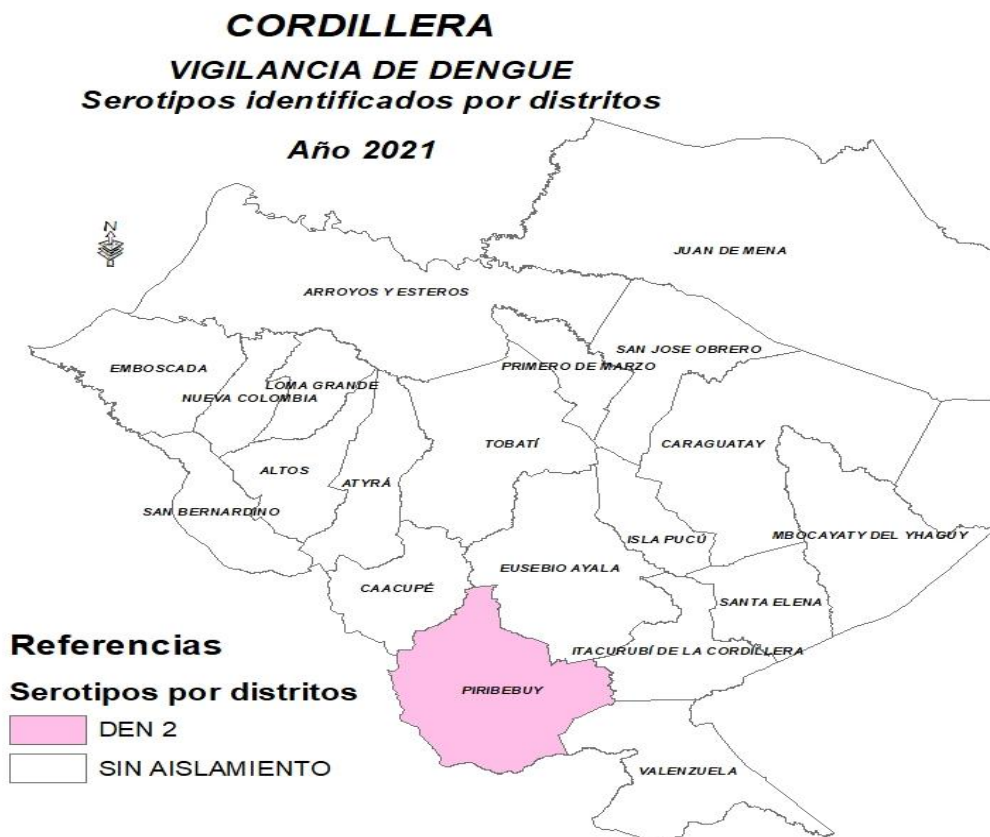 CORDILLERA
VIGILANCIA DE DENGUE
Serotipos identificados por distritos
Año 2021
N
JUAN DE MENA
ARROYOS Y ESTEROS
SAN JOSE OBRERO
PRIMERO DE MARZO
EMBOSCADA
LOMA GRANDE
NUEVA COLOMBIA
TOBATÍ
CARAGUATAY
ALTOS
ATYRÁ
SAN BERNARDINO
ISLA PUCÚ
MBOCAYATY DEL YHAGUY
EUSEBIO AYALA
CAACUPÉ
SANTA ELENA
ITACURUBÍ DE LA CORDILLERA
PIRIBEBUY
VALENZUELA
Referencias
Serotipos por distritos
DEN 2
SIN AISLAMIENTO